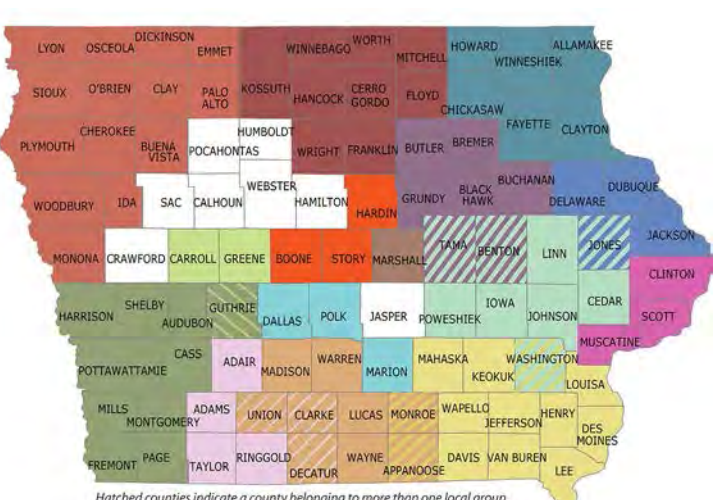 LYON OSCEOLA DICKINSON EMMET WINNEBAGO WORTH MITCHELL HOWARD WINNESHIEK ALLAMAKEE
SIOUX O'BRIEN CLAY PALO ALTO KOSSUTH HANCOCK CERRO GORDO FLOYD CHICKASAW
PLYMOUTH CHEROKEE BUENA VISTA POCAHONTAS HUMBOLDT WRIGHT FRANKLIN BUTLER BREMER FAYETTE CLAYTON
WOODBURY IDA SAC CALHOUN WEBSTER HAMILTON HARDIN GRUNDY BLACK HAWK BUCHANAN DELAWARE DUBUQUE
MONONA CRAWFORD CARROLL GREENE BOONE STORY MARSHALL TAMA BENTON LINN JONES JACKSON
CLINTON
HARRISON SHELBY AUDUBON GUTHRIE DALLAS POLK JASPER POWESHIEK IOWA JOHNSON CEDAR SCOTT
MUSCATINE
POTTAWATTAMIE CASS ADAIR MADISON WARREN MARION MAHASKA KEOKUK WASHINGTON LOUISA
MILLS MONTGOMERY ADAMS UNION CLARKE LUCAS MONROE WAPELLO JEFFERSON HENRY DES MOINES
FREMONT PAGE TAYLOR RINGGOLD DECATUR WAYNE APPANOOSE DAVIS VAN BUREN LEE
Hatched counties indicate a county belonging to more than one local group